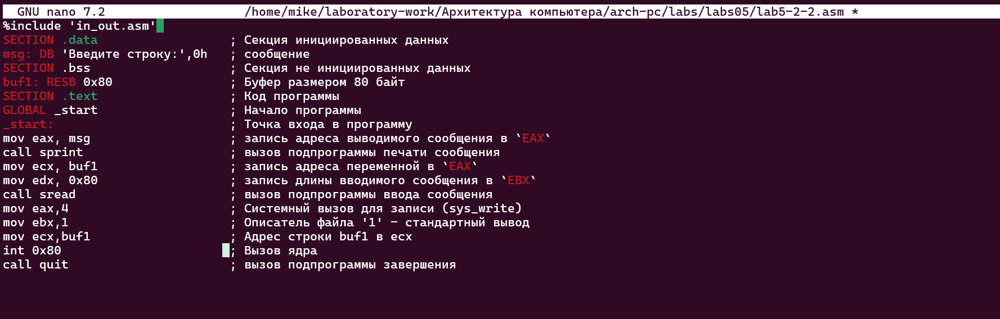 GNU nano 7.2 /home/mike/laboratory-work/Архитектура компьютера/arch-pc/labs/labs05/lab5-2-2.asm *
%include 'in_out.asm'
SECTION .data ; Секция инициированных данных
msg: DB 'Введите строку:',0h ; сообщение
SECTION .bss ; Секция не инициированных данных
buf1: RESB 0x80 ; Буфер размером 80 байт
SECTION .text ; Код программы
GLOBAL _start ; Начало программы
_start: ; Точка входа в программу
mov eax, msg ; запись адреса выводимого сообщения в `EAX`
call sprint ; вызов подпрограммы печати сообщения
mov ecx, buf1 ; запись адреса переменной в `EAX`
mov edx, 0x80 ; запись длины вводимого сообщения в `EBX`
call sread ; вызов подпрограммы ввода сообщения
mov eax,4 ; Системный вызов для записи (sys_write)
mov ebx,1 ; Описатель файла '1' - стандартный вывод
mov ecx,buf1 ; Адрес строки buf1 в ecx
int 0x80 ; Вызов ядра
call quit ; вызов подпрограммы завершения